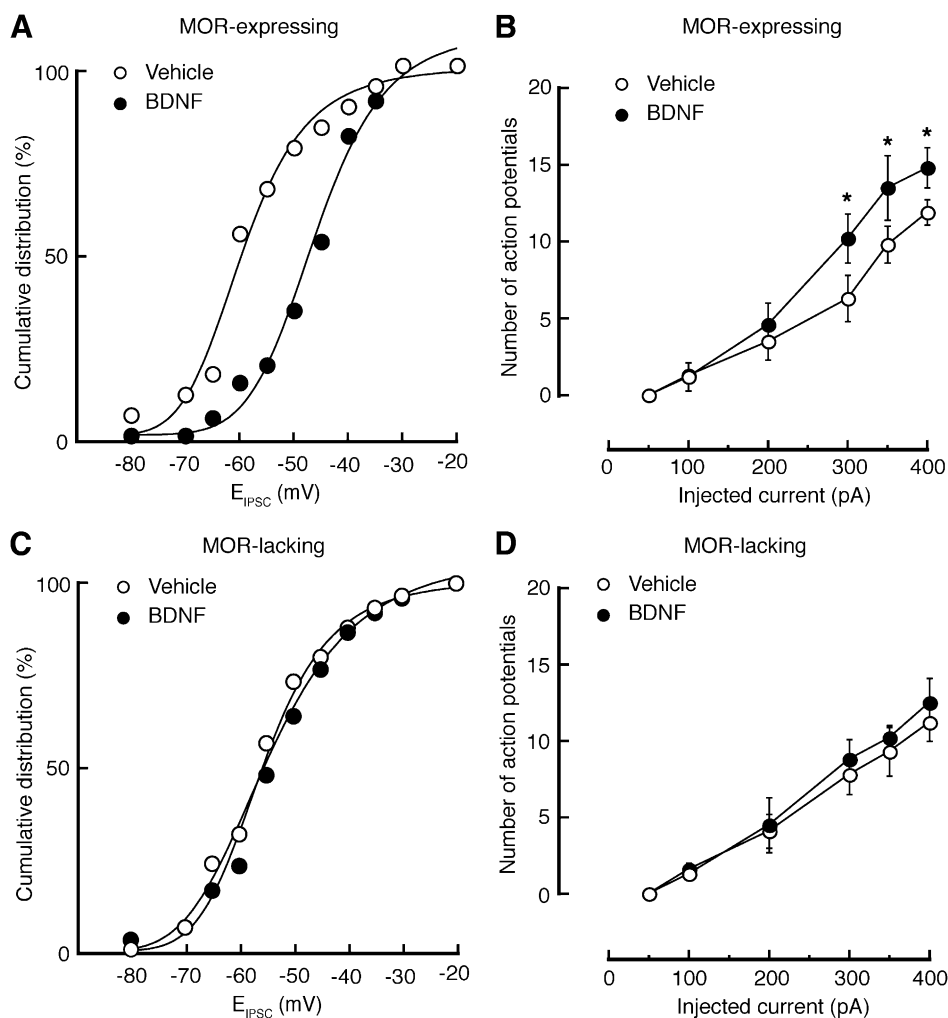 A
MOR-expressing
Vehicle
BDNF
Cumulative distribution (%)
100
50
0
-80 -70 -60 -50 -40 -30 -20
EIPSC (mV)
B
MOR-expressing
Vehicle
BDNF
Number of action potentials
20
15
10
5
0
* * *
0 100 200 300 400
Injected current (pA)
C
MOR-lacking
Vehicle
BDNF
Cumulative distribution (%)
100
50
0
-80 -70 -60 -50 -40 -30 -20
EIPSC (mV)
D
MOR-lacking
Vehicle
BDNF
Number of action potentials
20
15
10
5
0
0 100 200 300 400
Injected current (pA)